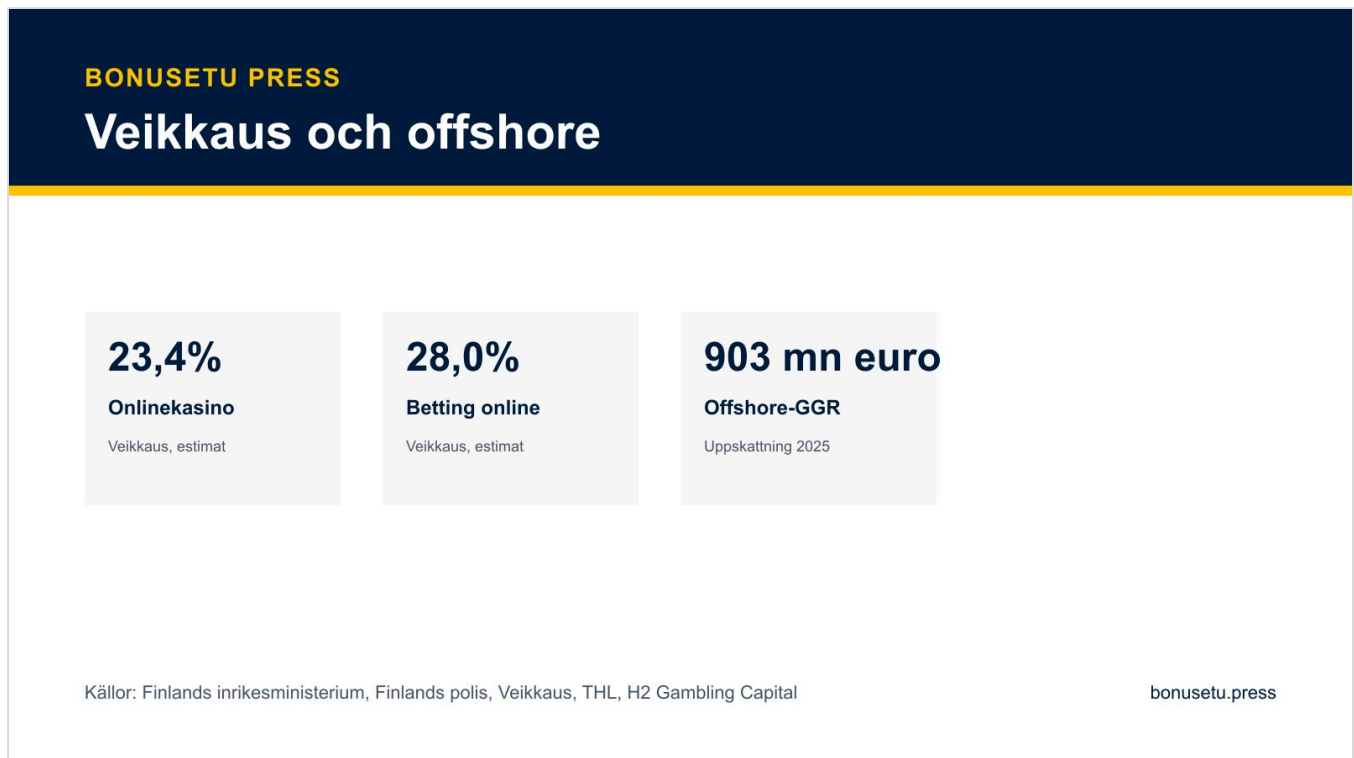 BONUSETU PRESS
Veikkaus och offshore
23,4%
Onlinekasino
Veikkaus, estimat
28,0%
Betting online
Veikkaus, estimat
903 mn euro
Offshore-GGR
Uppskattning 2025
Källor: Finlands inrikesministerium, Finlands polis, Veikkaus, THL, H2 Gambling Capital
bonusetu.press